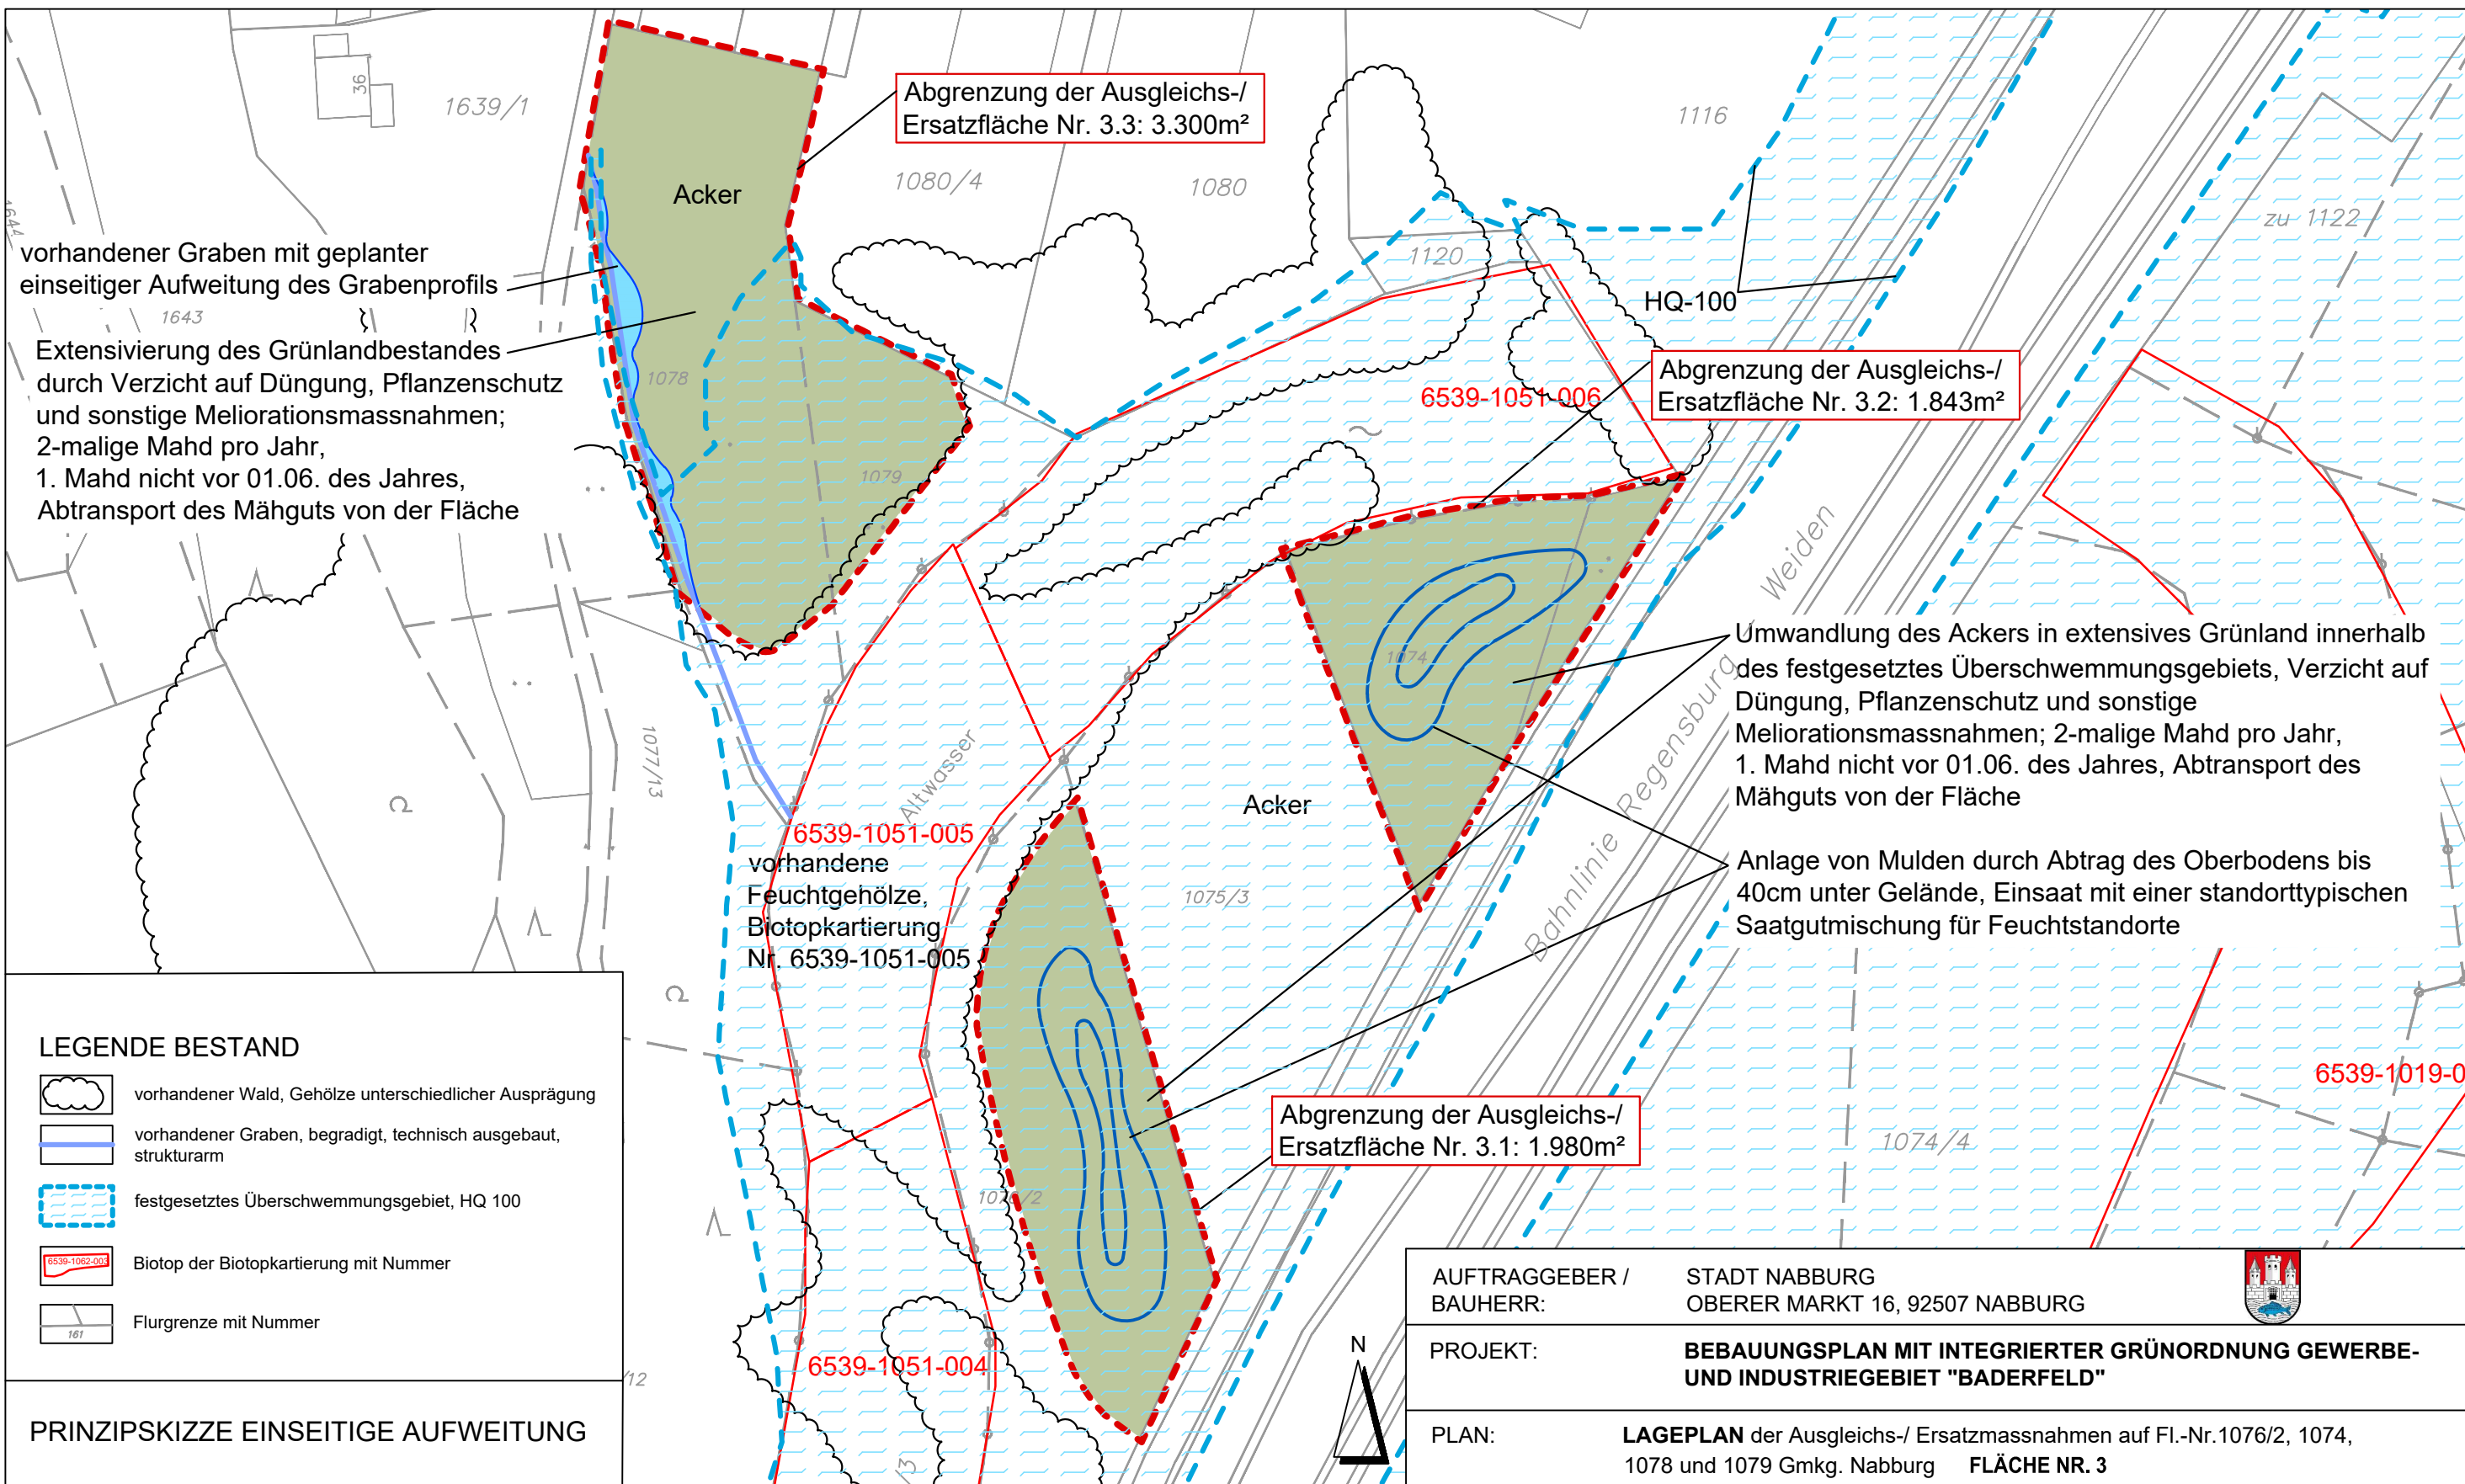 36
1639/1
Abgrenzung der Ausgleichs-/
Ersatzfläche Nr. 3.3: 3.300m²
1116
1080/4
1080
Acker
1644
zu 1122
vorhandener Graben mit geplanter
einseitiger Aufweitung des Grabenprofils
1120
HQ-100
1643
Extensivierung des Grünlandbestandes
durch Verzicht auf Düngung, Pflanzenschutz
und sonstige Meliorationsmassnahmen;
2-malige Mahd pro Jahr,
1. Mahd nicht vor 01.06. des Jahres,
Abtransport des Mähguts von der Fläche
1078
1079
6539-1051-006
Abgrenzung der Ausgleichs-/
Ersatzfläche Nr. 3.2: 1.843m²
Bahnlinie Regensburg Weiden
1074
Umwandlung des Ackers in extensives Grünland innerhalb
des festgesetztes Überschwemmungsgebiets, Verzicht auf
Düngung, Pflanzenschutz und sonstige
Meliorationsmassnahmen; 2-malige Mahd pro Jahr,
1. Mahd nicht vor 01.06. des Jahres, Abtransport des
Mähguts von der Fläche
1077/13
Altwasser
Acker
6539-1051-005
vorhandene
Feuchtgehölze,
Biotopkartierung
Nr. 6539-1051-005
1075/3
Anlage von Mulden durch Abtrag des Oberbodens bis
40cm unter Gelände, Einsaat mit einer standorttypischen
Saatgutmischung für Feuchtstandorte
6539-1019-0
1074/4
Abgrenzung der Ausgleichs-/
Ersatzfläche Nr. 3.1: 1.980m²
1076/2
6539-1051-004
/12
/3
LEGENDE BESTAND
vorhandener Wald, Gehölze unterschiedlicher Ausprägung
vorhandener Graben, begradigt, technisch ausgebaut,
strukturarm
festgesetztes Überschwemmungsgebiet, HQ 100
6539-1062-003
Biotop der Biotopkartierung mit Nummer
161
Flurgrenze mit Nummer
PRINZIPSKIZZE EINSEITIGE AUFWEITUNG
N
AUFTRAGGEBER / STADT NABBURG
BAUHERR: OBERER MARKT 16, 92507 NABBURG
PROJEKT: BEBAUUNGSPLAN MIT INTEGRIERTER GRÜNORDNUNG GEWERBE-
UND INDUSTRIEGEBIET "BADERFELD"
PLAN: LAGEPLAN der Ausgleichs-/ Ersatzmassnahmen auf Fl.-Nr.1076/2, 1074,
1078 und 1079 Gmkg. Nabburg FLÄCHE NR. 3